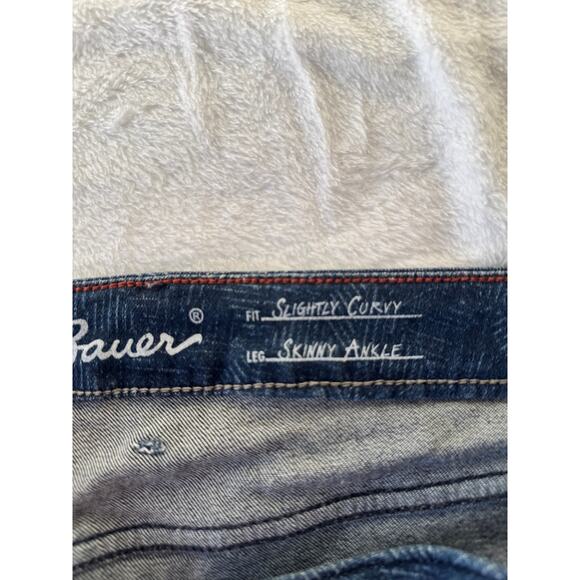 Bauer®
FIT SLIGHTLY CURVY
LEG SKINNY ANKLE